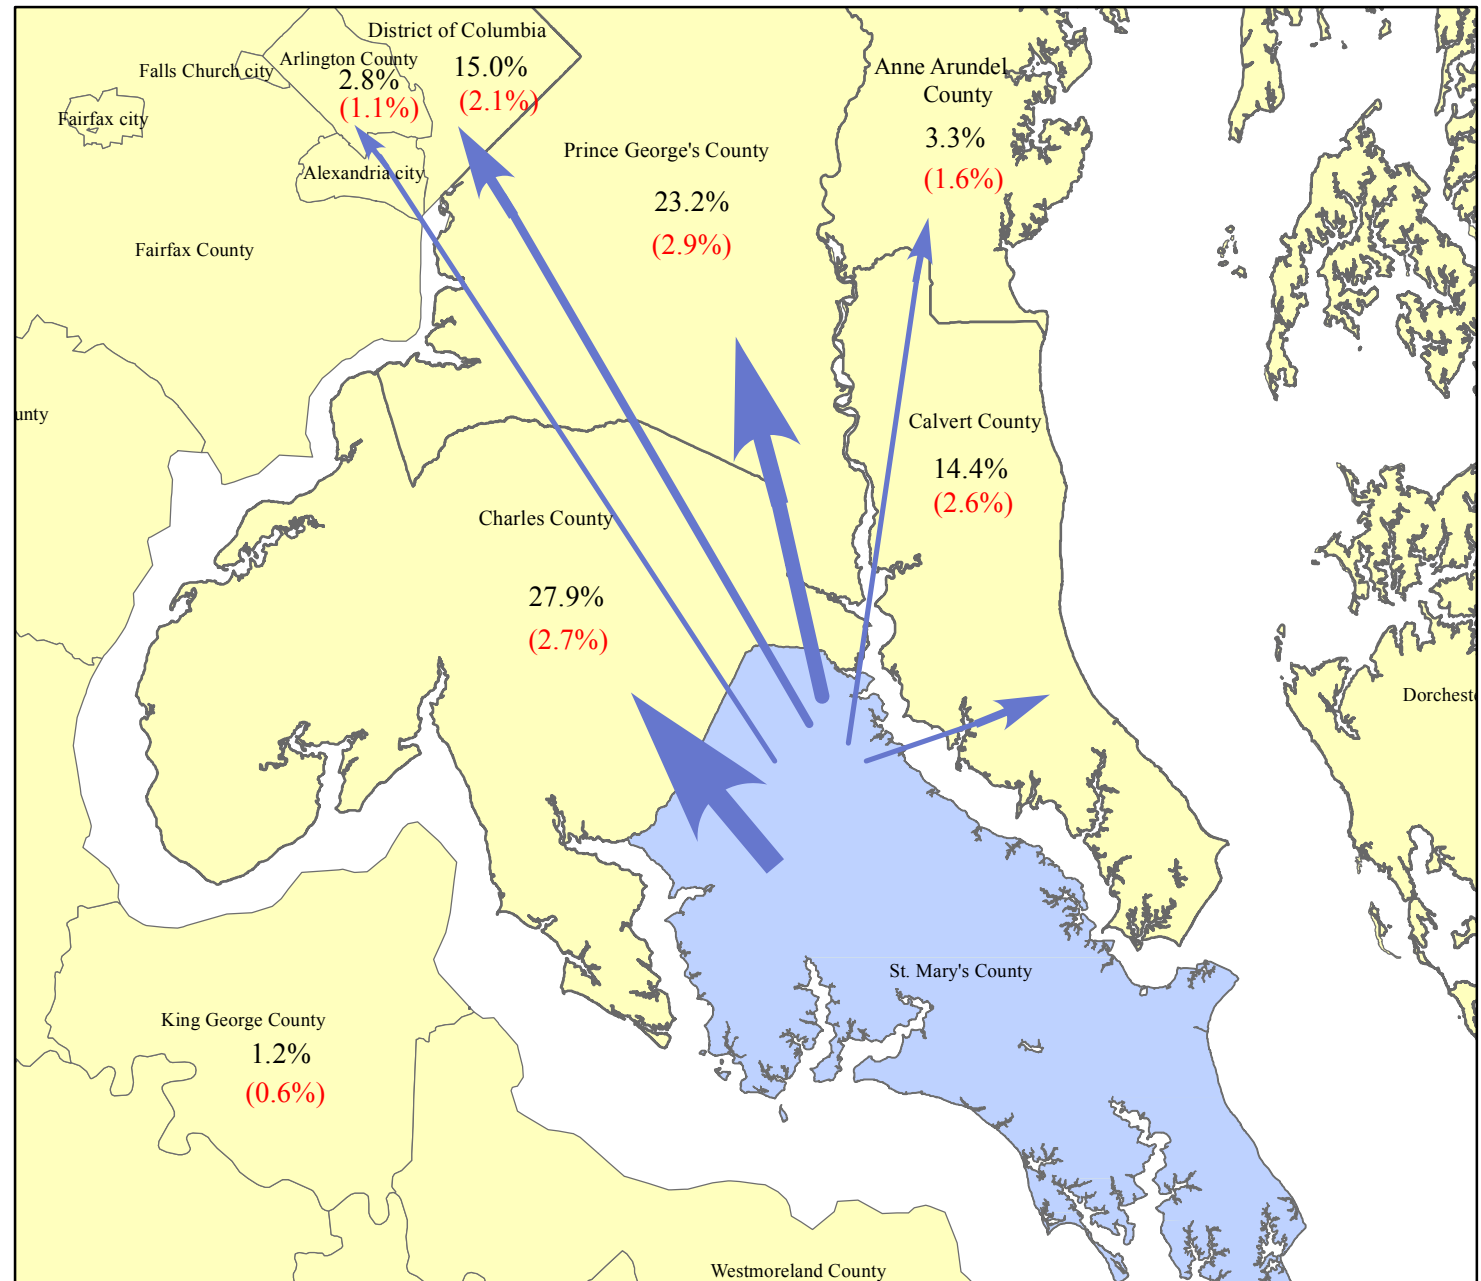 District of Columbia
15.0%
(2.1%)
Arlington County
2.8%
(1.1%)
Falls Church city
Fairfax city
Alexandria city
Fairfax County
Anne Arundel
County
3.3%
(1.6%)
Prince George's County
23.2%
(2.9%)
unty
Calvert County
14.4%
(2.6%)
Charles County
27.9%
(2.7%)
Dorcheste
St. Mary's County
King George County
1.2%
(0.6%)
Westmoreland County